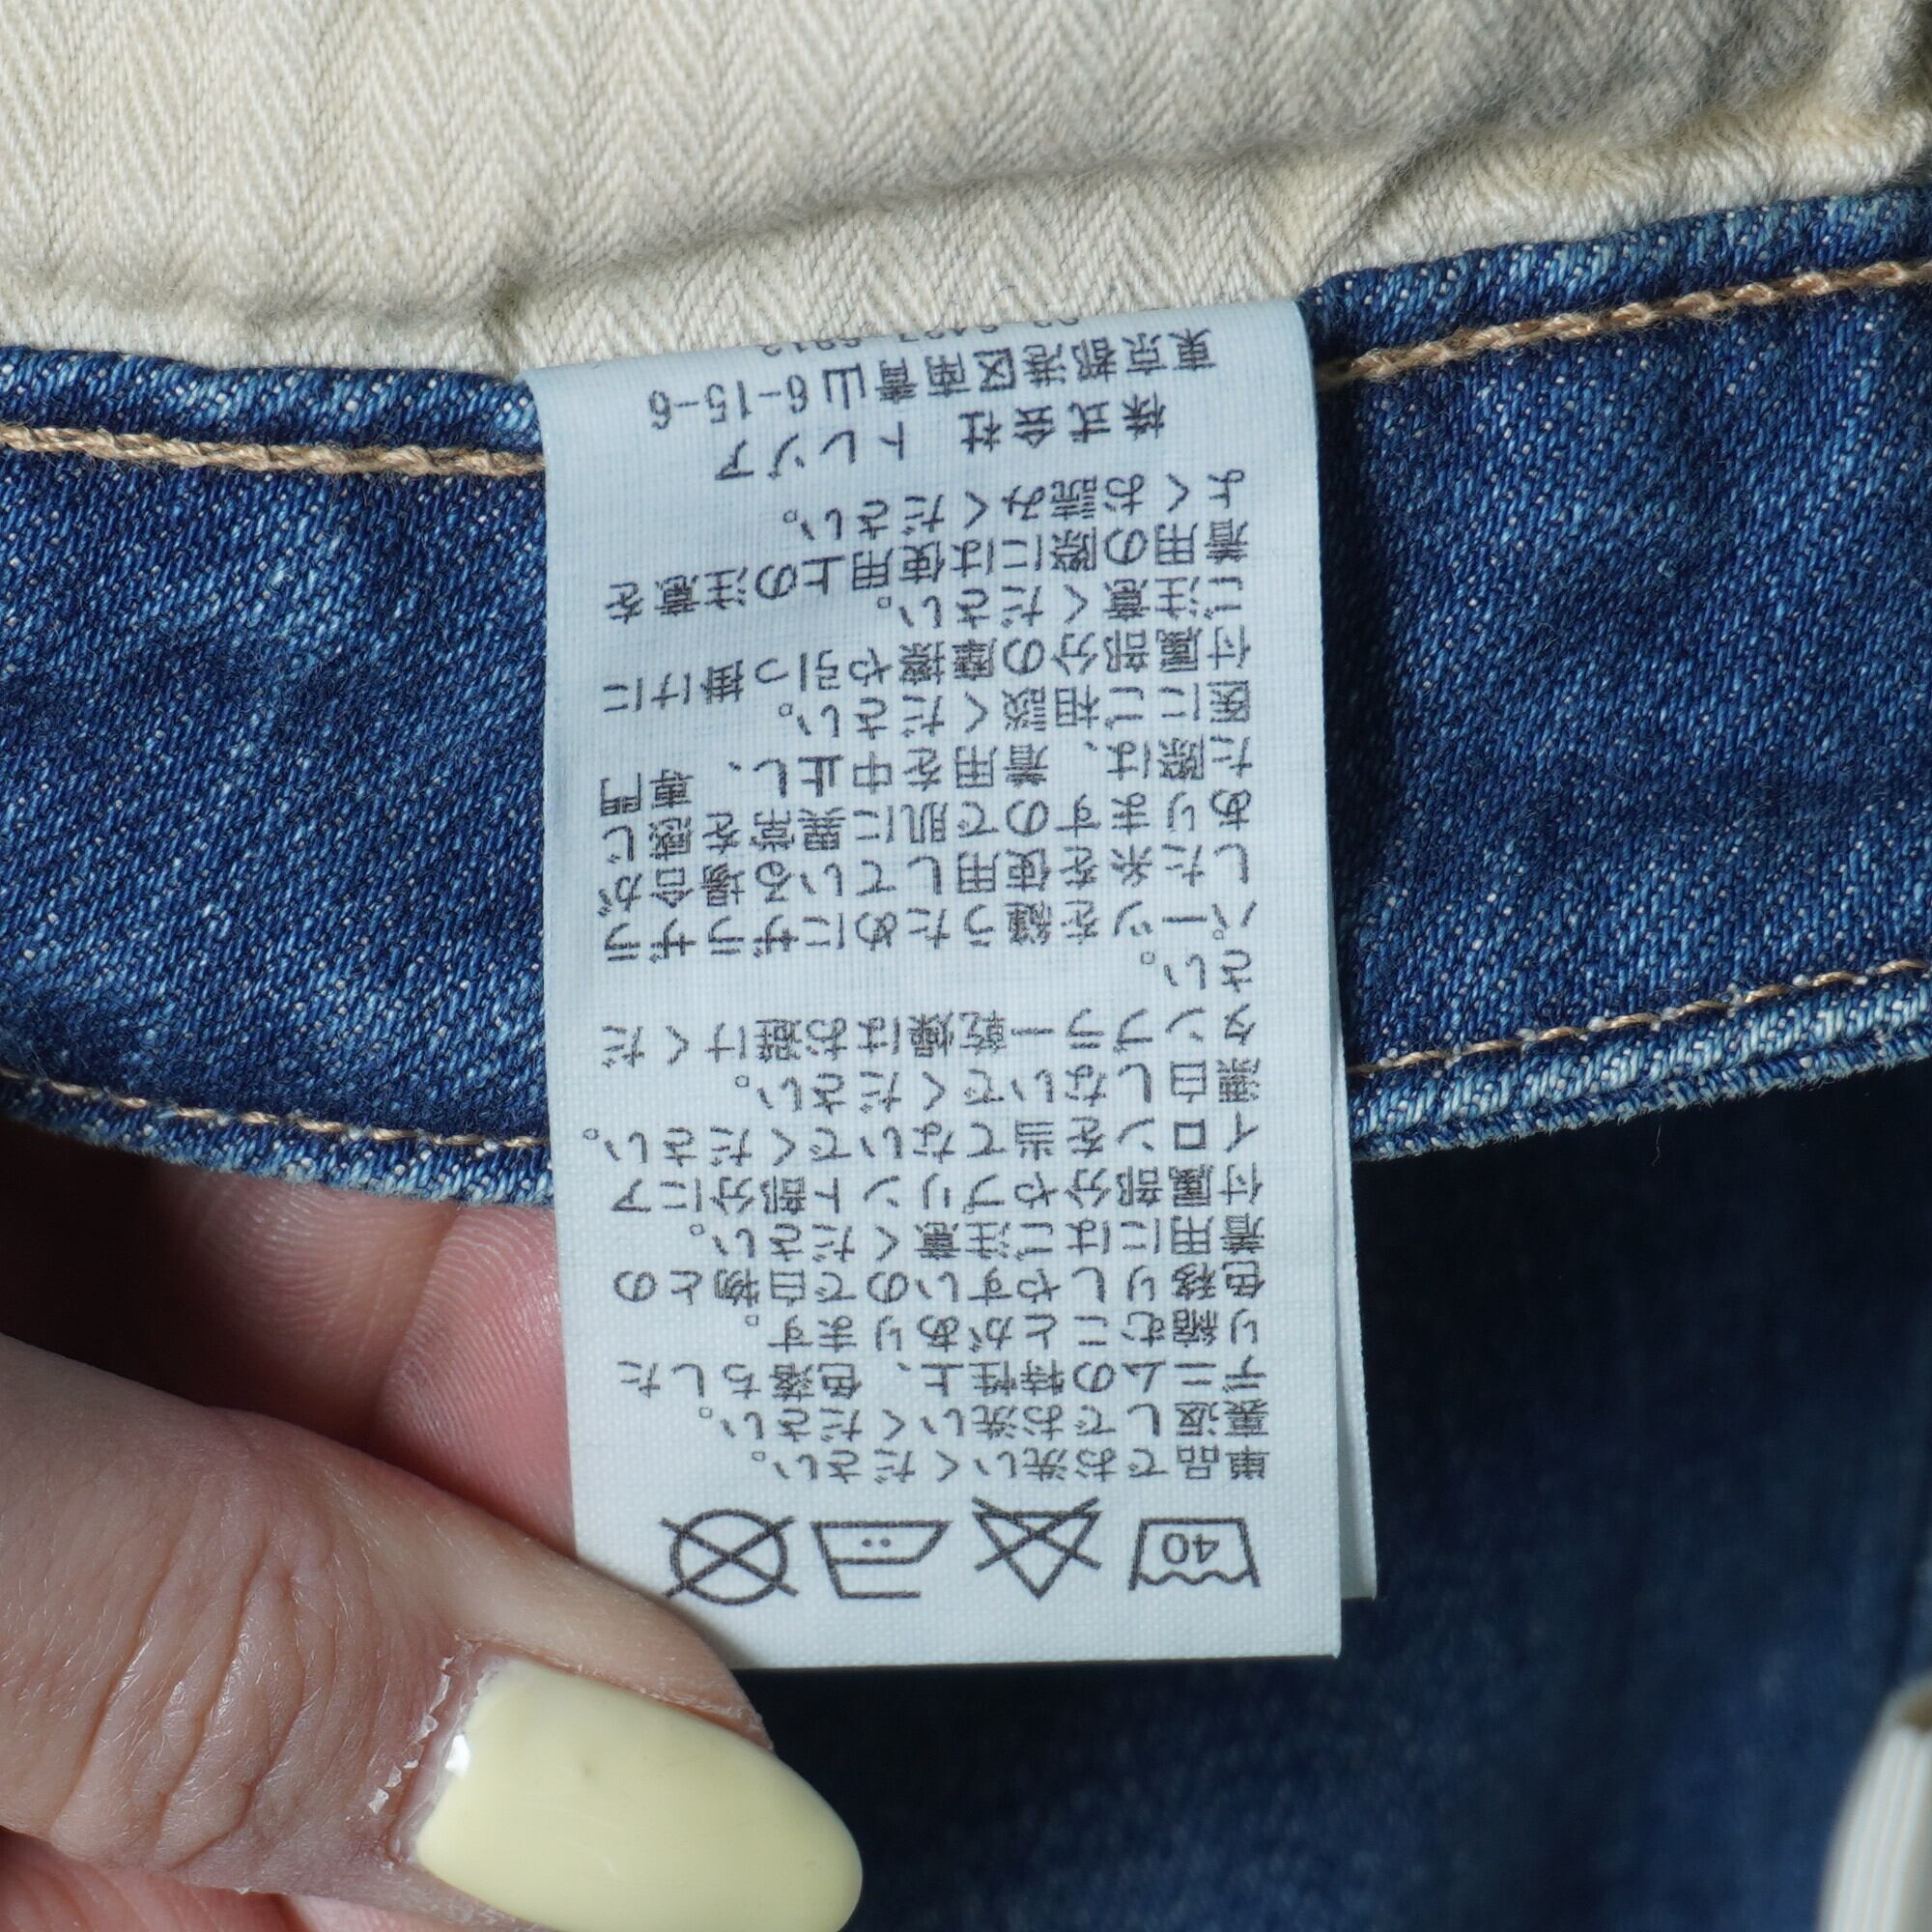 40
単品でお洗いください。
裏返してお洗いください。
デニムの特性上、色落ちした
り縮むことがあります。
色移りしやすいので白物との
着用にはご注意ください。
付属部分やプリント部分にア
イロンを当てないでください。
漂白しないでください。
タンブラー乾燥はお避けくだ
さい。
パーツを縫うためにザラザラ
した糸を使用している場合が
ありますので肌に異常を感じ
た際は、着用を中止し、専門
医にご相談ください。
付属部分の摩擦や引っ掛けに
ご注意ください。
着用の際には使用上の注意を
よくお読みください。
株式会社 トレゾア
東京都港区南青山6-15-6